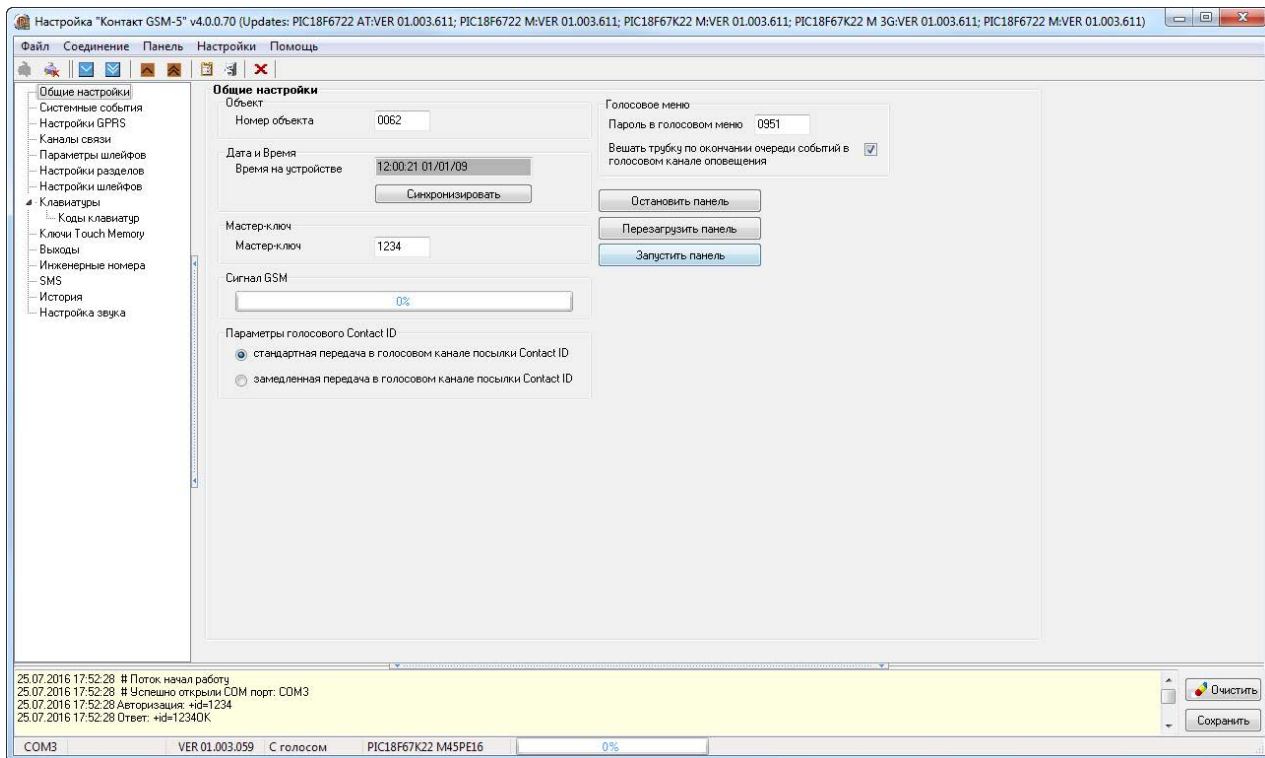 Настройка "Контакт GSM-5" v4.0.0.70 (Updates: PIC18F6722 AT:VER 01.003.611; PIC18F6722 M:VER 01.003.611; PIC18F67K22 M:VER 01.003.611; PIC18F67K22 M 3G:VER 01.003.611; PIC18F6722 M:VER 01.003.611)
Файл Соединение Панель Настройки Помощь
Общие настройки
Системные события
Настройки GPRS
Каналы связи
Параметры шлейфов
Настройки разделов
Настройки шлейфов
Клавиатуры
Коды клавиатур
Ключи Touch Memory
Выходы
Инженерные номера
SMS
История
Настройка звука
Общие настройки
Объект
Номер объекта 0062
Дата и Время
Время на устройстве 12:00:21 01/01/09
Синхронизировать
Мастер-ключ
Мастер-ключ 1234
Сигнал GSM
0%
Параметры голосового Contact ID
стандартная передача в голосовом канале посылки Contact ID
замедленная передача в голосовом канале посылки Contact ID
Голосовое меню
Пароль в голосовом меню 0951
Вешать трубку по окончании очереди событий в
голосовом канале оповещения
Остановить панель
Перезагрузить панель
Запустить панель
25.07.2016 17:52:28 # Поток начал работу
25.07.2016 17:52:28 # Успешно открыли COM порт: COM3
25.07.2016 17:52:28 Авторизация: +id=1234
25.07.2016 17:52:28 Ответ: +id=1234OK
Очистить
Сохранить
COM3 VER 01.003.059 С голосом PIC18F67K22 M45PE16 0%